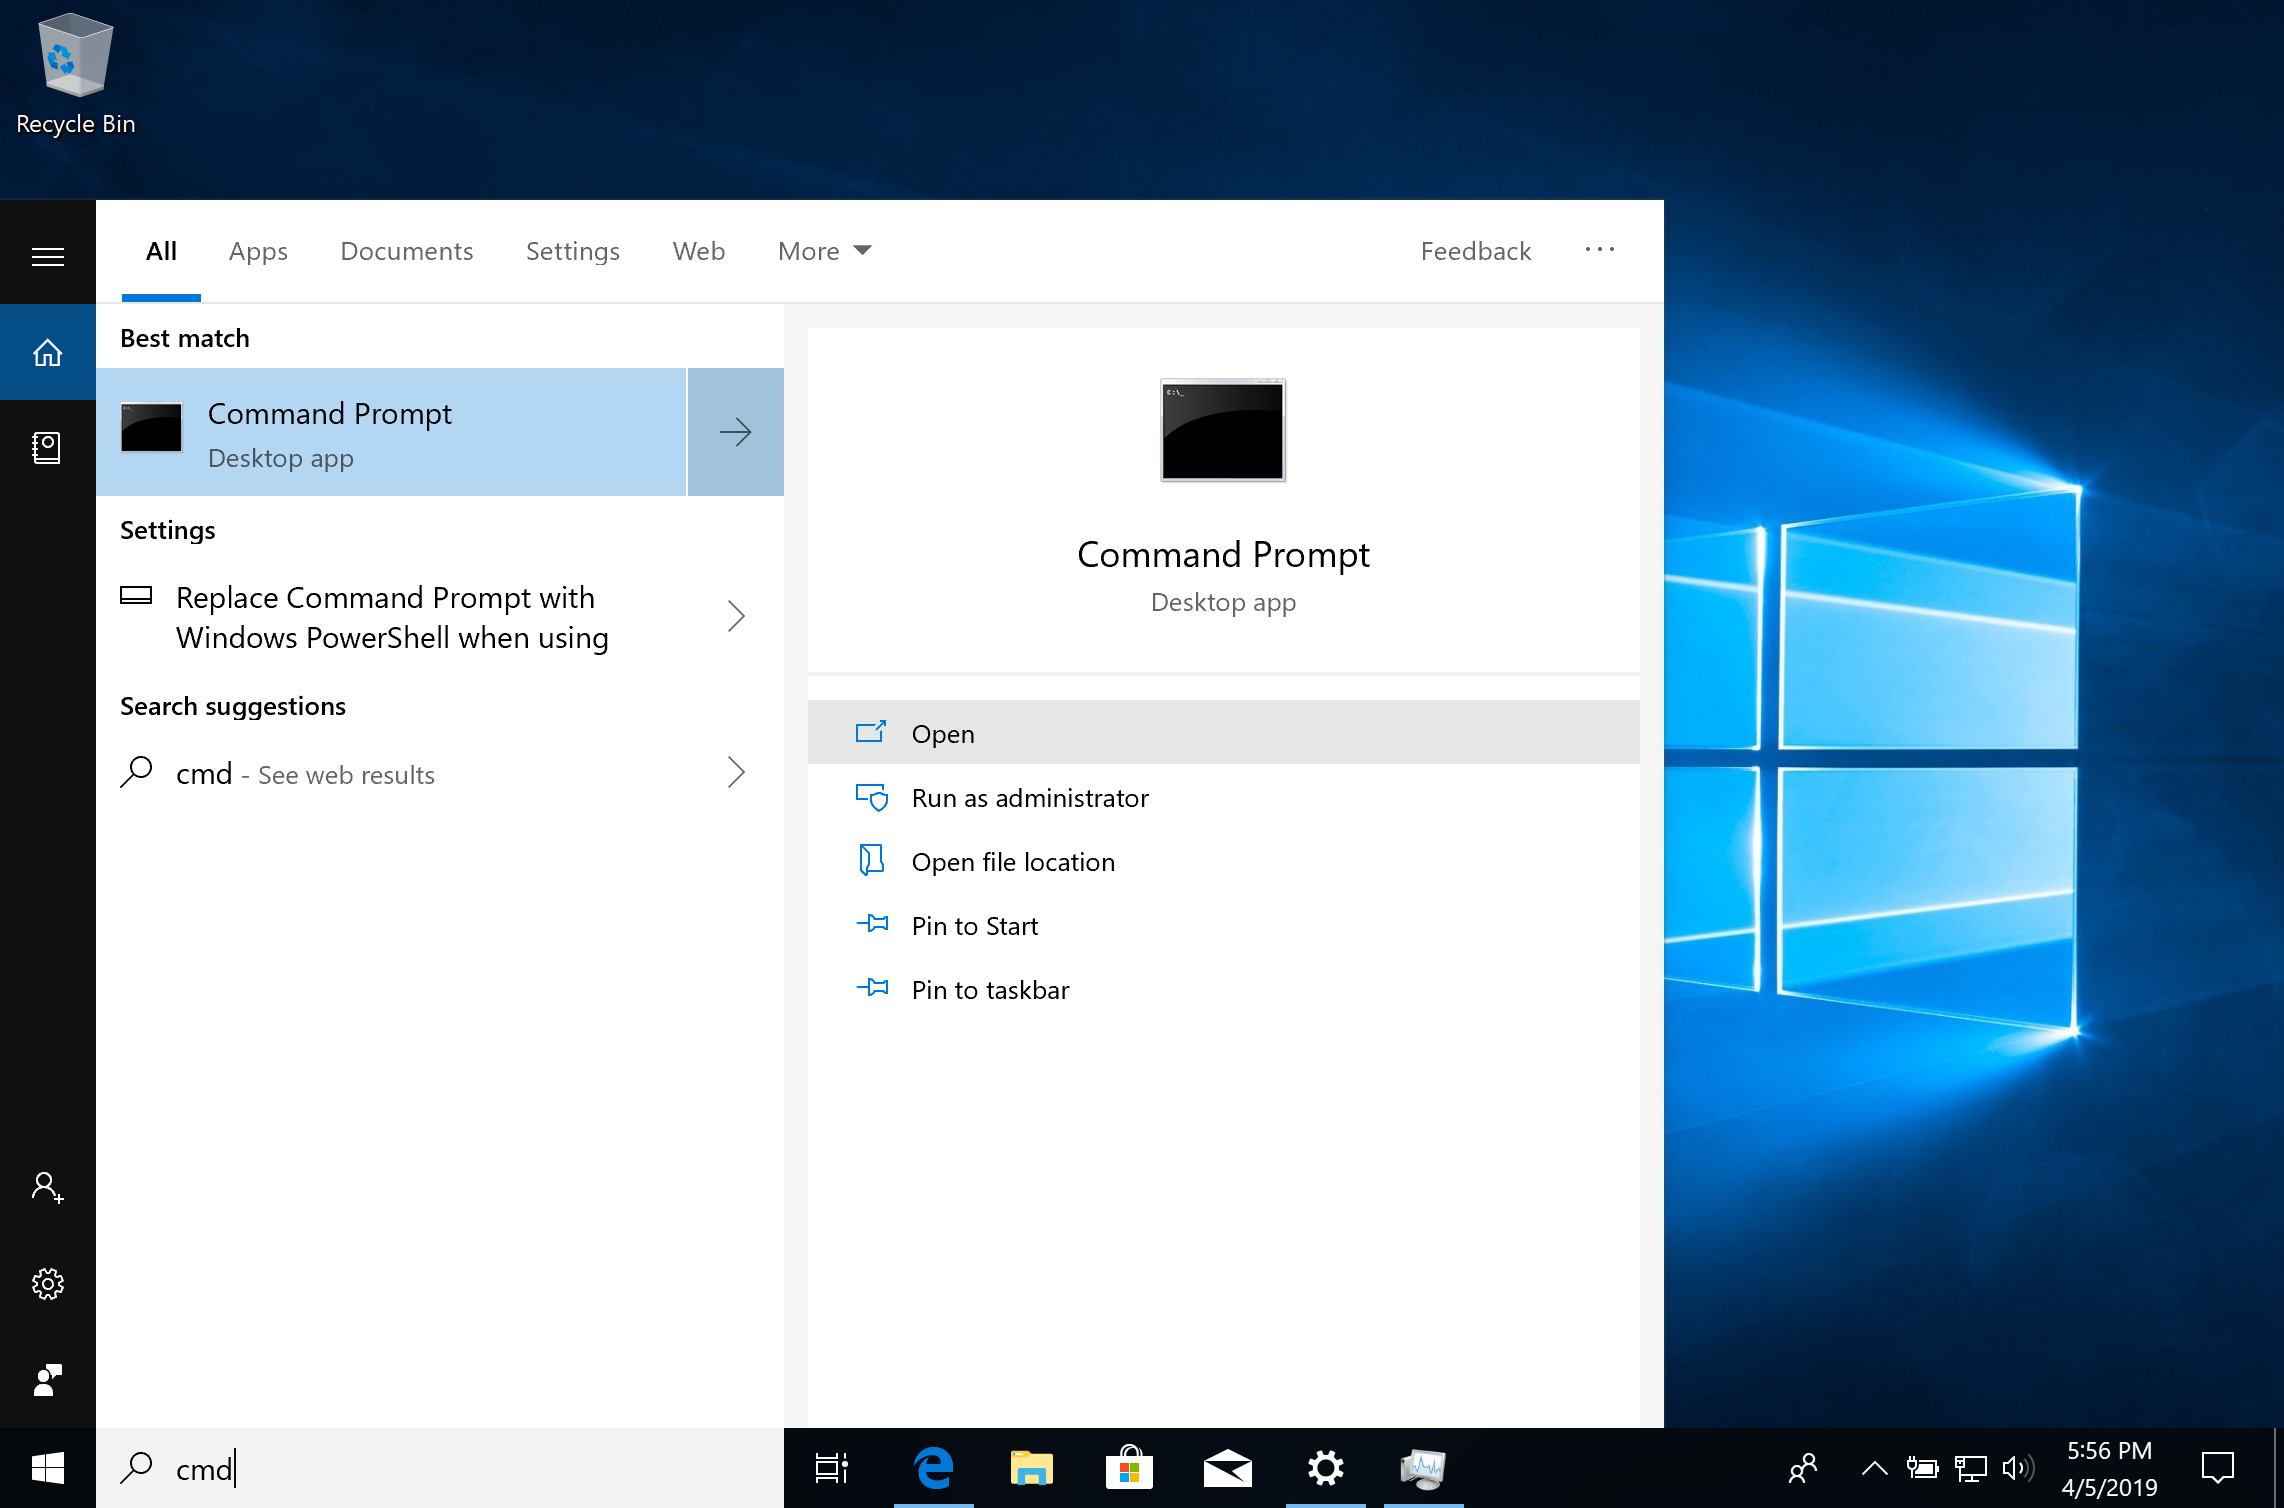 Recycle Bin
All Apps Documents Settings Web More Feedback ...
Best match
Command Prompt
Desktop app
Settings
Replace Command Prompt with
Windows PowerShell when using
Search suggestions
cmd - See web results
C:\_
Command Prompt
Desktop app
Open
Run as administrator
Open file location
Pin to Start
Pin to taskbar
cmd
5:56 PM
4/5/2019